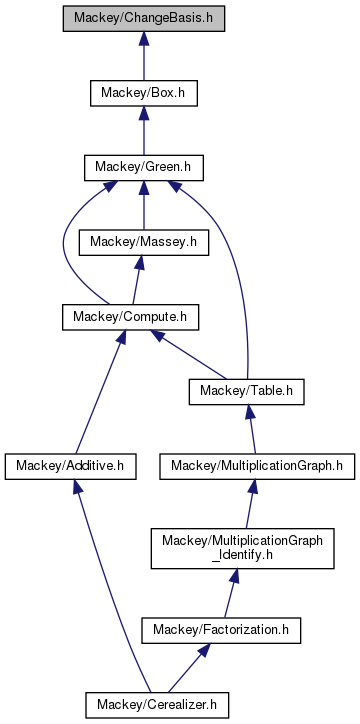 Mackey/ChangeBasis.h
Mackey/Box.h
Mackey/Green.h
Mackey/Massey.h
Mackey/Compute.h
Mackey/Table.h
Mackey/Additive.h
Mackey/MultiplicationGraph.h
Mackey/MultiplicationGraph
_Identify.h
Mackey/Factorization.h
Mackey/Cerealizer.h